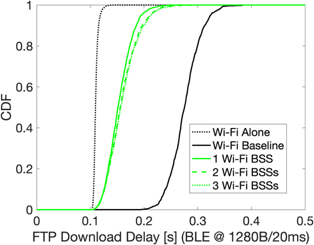 1
0.8
0.6
0.4
0.2
0
CDF
Wi-Fi Alone
Wi-Fi Baseline
1 Wi-Fi BSS
2 Wi-Fi BSSs
3 Wi-Fi BSSs
0 0.1 0.2 0.3 0.4 0.5
FTP Download Delay [s] (BLE @ 1280B/20ms)